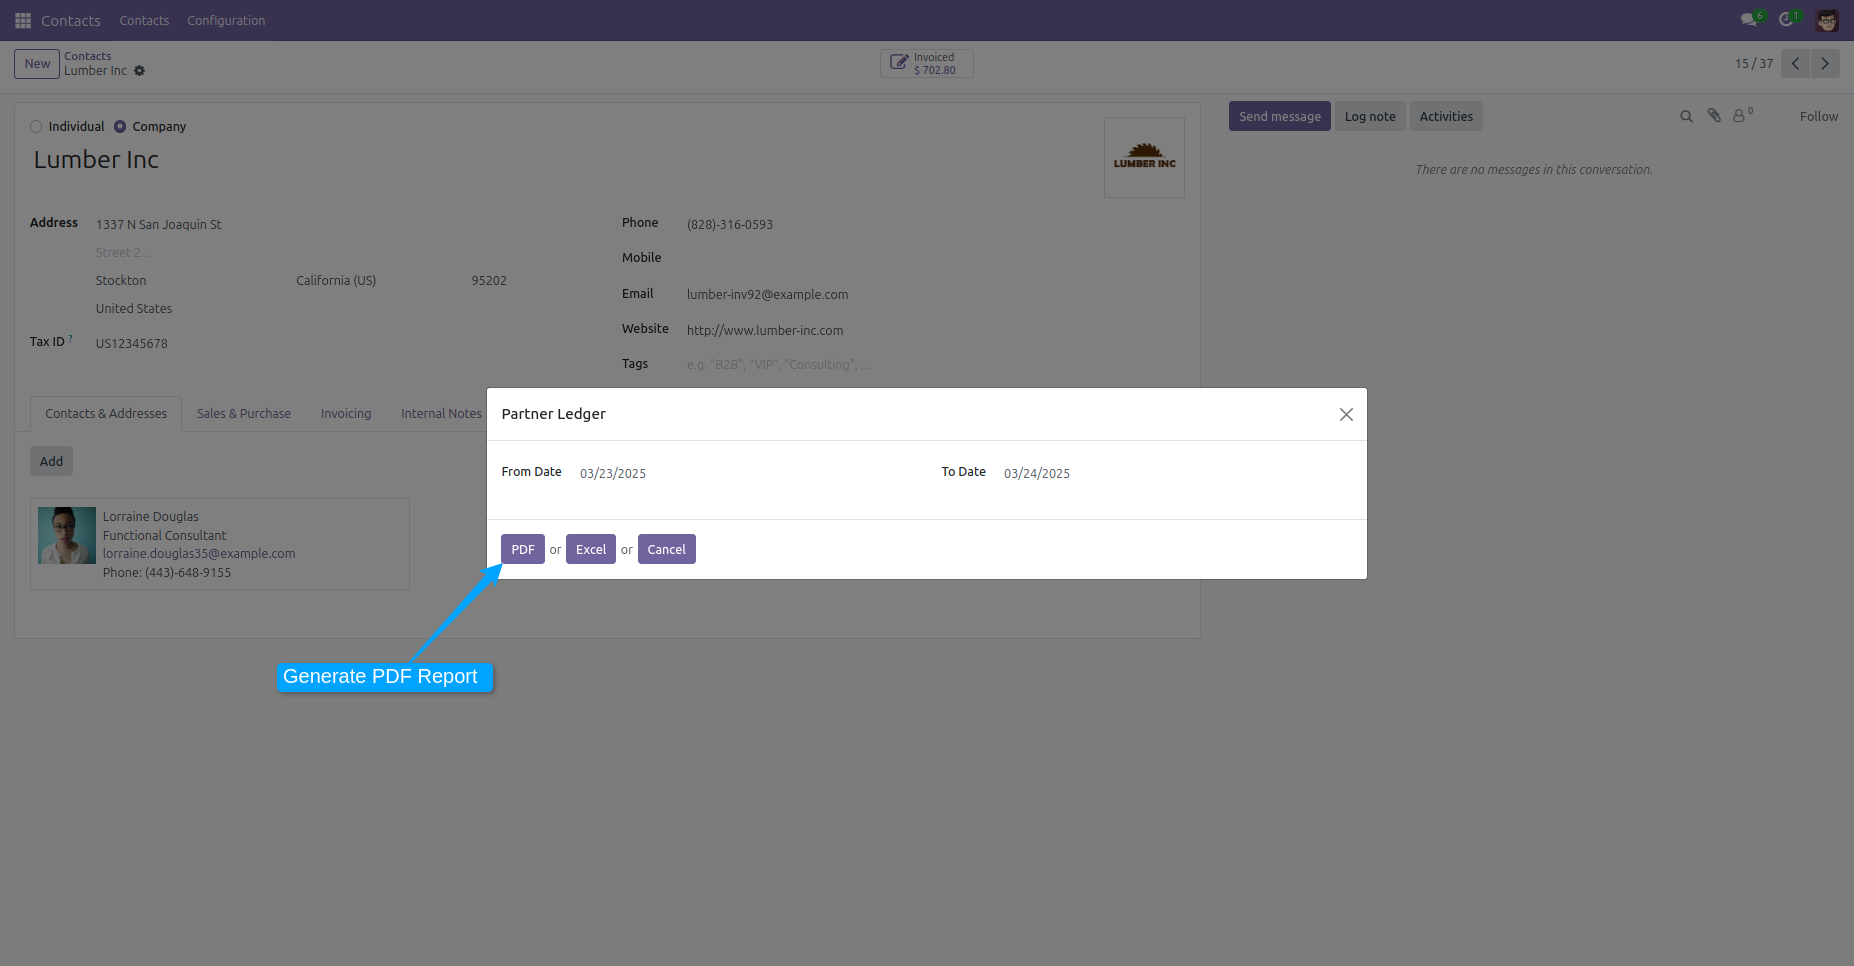 Contacts Contacts Configuration 6 1
New Contacts
Lumber Inc
Invoiced
$ 702.80
15 / 37
Individual Company
Lumber Inc
LUMBER INC
Send message Log note Activities 0 Follow
There are no messages in this conversation.
Address 1337 N San Joaquin St
Street 2...
Stockton California (US) 95202
United States
Tax ID ? US12345678
Phone (828)-316-0593
Mobile
Email lumber-inv92@example.com
Website http://www.lumber-inc.com
Tags e.g. "B2B", "VIP", "Consulting", ...
Contacts & Addresses Sales & Purchase Invoicing Internal Notes
Add
Lorraine Douglas
Functional Consultant
lorraine.douglas35@example.com
Phone: (443)-648-9155
Partner Ledger
From Date 03/23/2025 To Date 03/24/2025
PDF or Excel or Cancel
Generate PDF Report